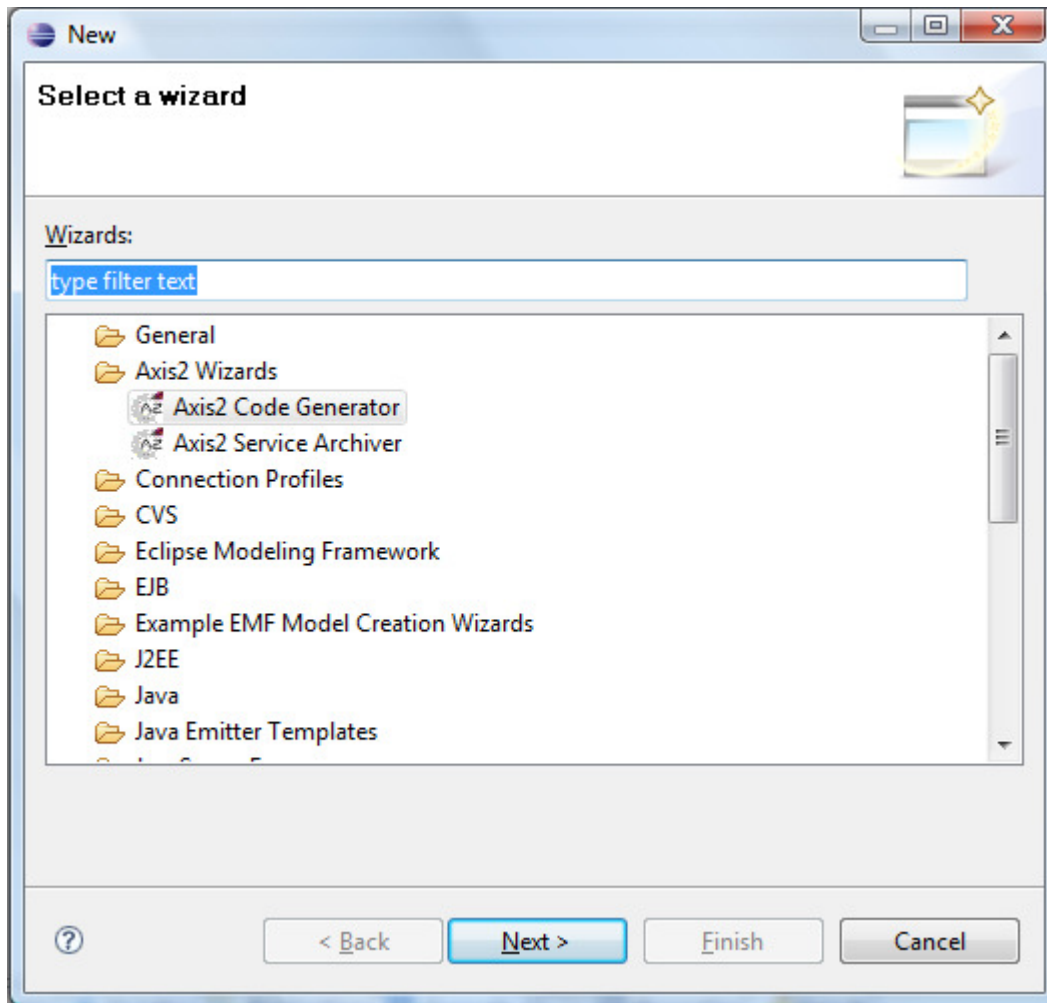 New
Select a wizard
Wizards:
type filter text
General
Axis2 Wizards
Axis2 Code Generator
Axis2 Service Archiver
Connection Profiles
CVS
Eclipse Modeling Framework
EJB
Example EMF Model Creation Wizards
J2EE
Java
Java Emitter Templates
< Back Next > Finish Cancel